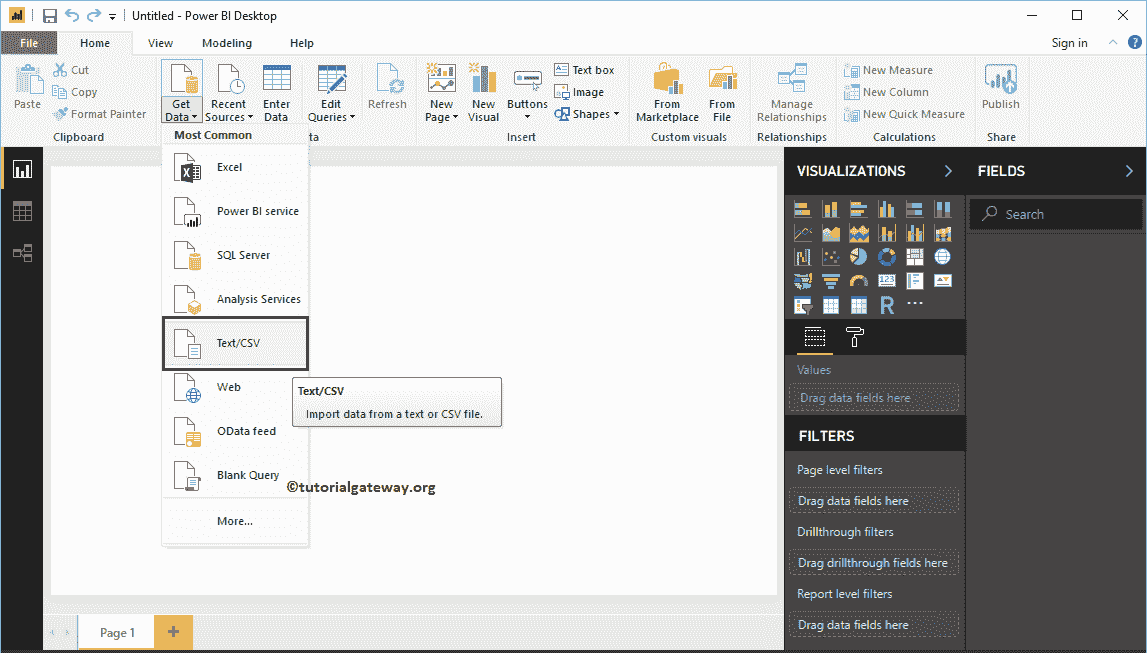 Untitled - Power BI Desktop
File Home View Modeling Help Sign in ?
Paste
Cut
Copy
Format Painter
Clipboard
Get Data
Recent Sources
Enter Data
Edit Queries
ta
Refresh
New Page
New Visual
Buttons
Text box
Image
Shapes
Insert
From Marketplace
From File
Custom visuals
Manage Relationships
Relationships
New Measure
New Column
New Quick Measure
Calculations
Publish
Share
Most Common
Excel
Power BI service
SQL Server
Analysis Services
Text/CSV
Web
OData feed
Blank Query
More...
Text/CSV
Import data from a text or CSV file.
©tutorialgateway.org
VISUALIZATIONS
123
R
...
Values
Drag data fields here
FILTERS
Page level filters
Drag data fields here
Drillthrough filters
Drag drillthrough fields here
Report level filters
Drag data fields here
FIELDS
Search
Page 1
+